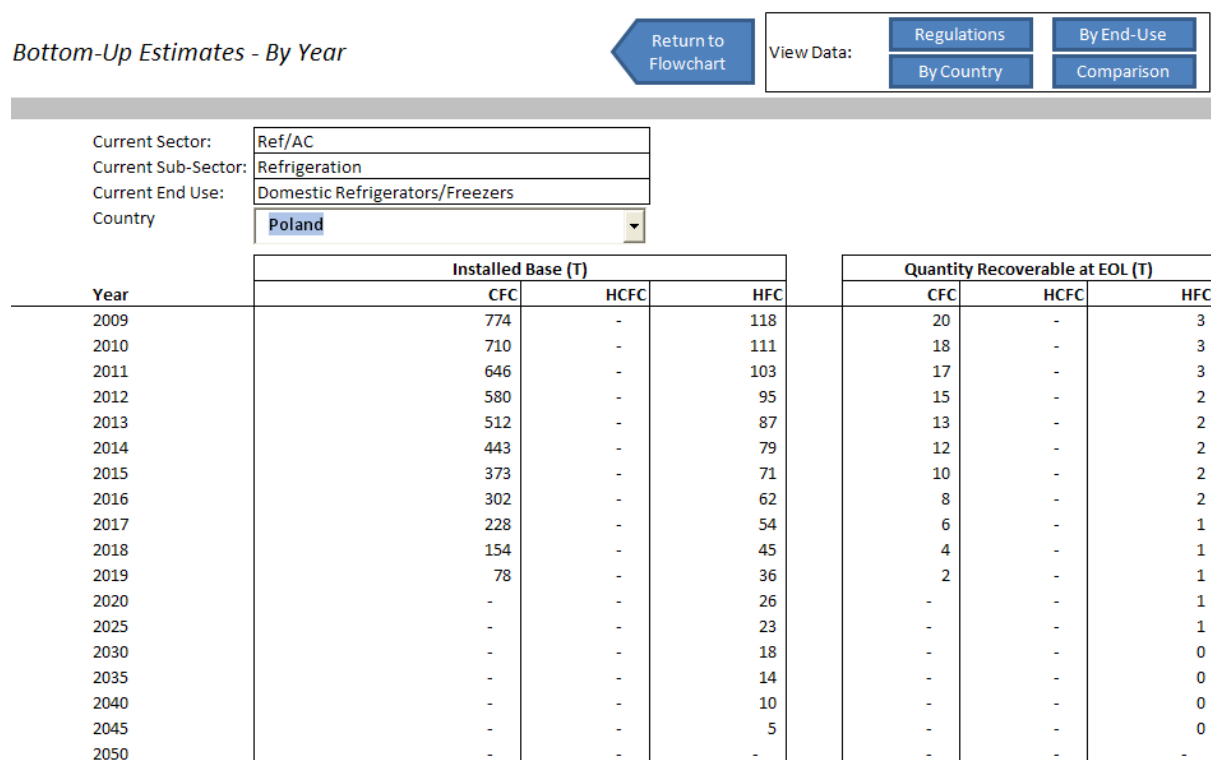 Bottom-Up Estimates - By Year
Return to
Flowchart
View Data:
Regulations
By End-Use
By Country
Comparison
Current Sector: Ref/AC
Current Sub-Sector: Refrigeration
Current End Use: Domestic Refrigerators/Freezers
Country Poland
Installed Base (T) Quantity Recoverable at EOL (T)
Year CFC HCFC HFC CFC HCFC HFC
2009 774 - 118 20 - 3
2010 710 - 111 18 - 3
2011 646 - 103 17 - 3
2012 580 - 95 15 - 2
2013 512 - 87 13 - 2
2014 443 - 79 12 - 2
2015 373 - 71 10 - 2
2016 302 - 62 8 - 2
2017 228 - 54 6 - 1
2018 154 - 45 4 - 1
2019 78 - 36 2 - 1
2020 - - 26 - - 1
2025 - - 23 - - 1
2030 - - 18 - - 0
2035 - - 14 - - 0
2040 - - 10 - - 0
2045 - - 5 - - 0
2050 - - - - - -